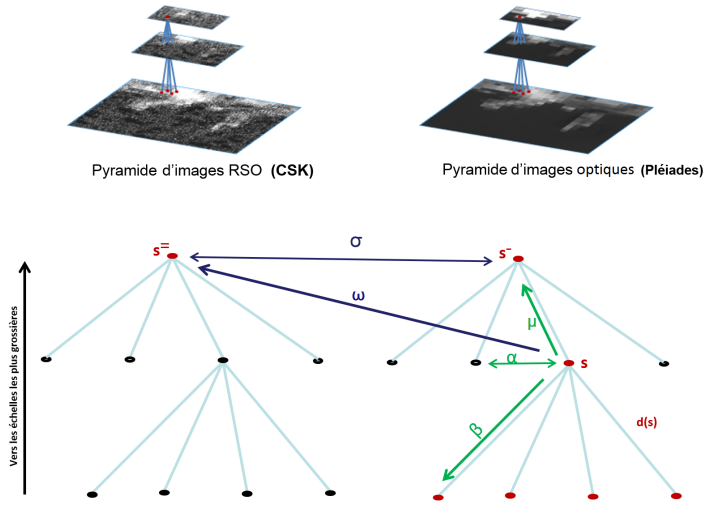 Pyramide d'images RSO (CSK)
Pyramide d'images optiques (Pléiades)
s⁼
σ
s⁻
ω
μ
α
s
β
d(s)
Vers les échelles les plus grossières